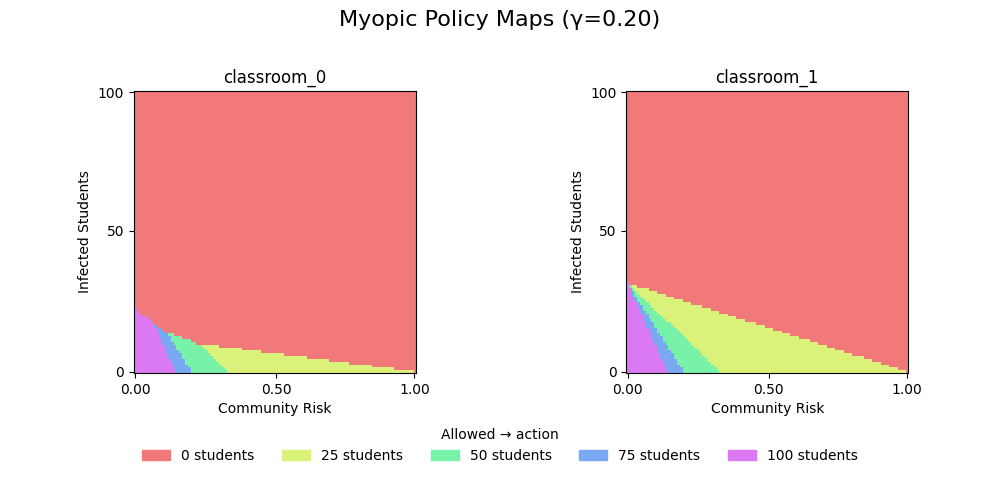 Myopic Policy Maps (γ=0.20)
classroom_0
100
50
0
Infected Students
0.00 0.50 1.00
Community Risk
classroom_1
100
50
0
Infected Students
0.00 0.50 1.00
Community Risk
Allowed → action
0 students 25 students 50 students 75 students 100 students